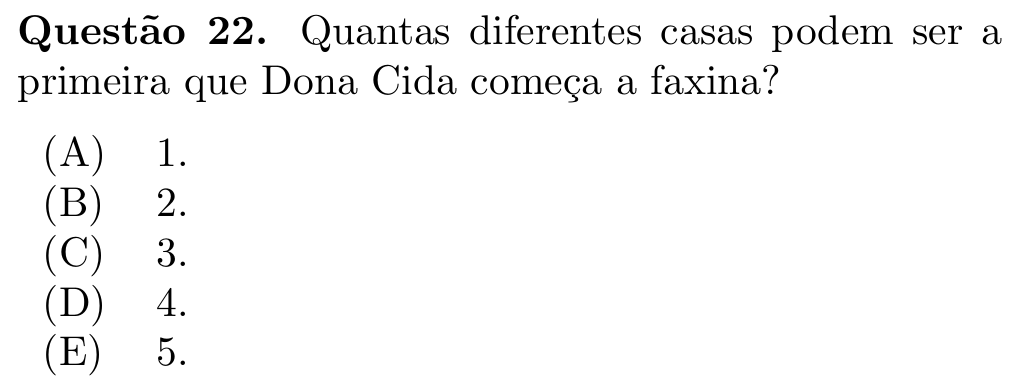 Questão 22. Quantas diferentes casas podem ser a
primeira que Dona Cida começa a faxina?
(A) 1.
(B) 2.
(C) 3.
(D) 4.
(E) 5.